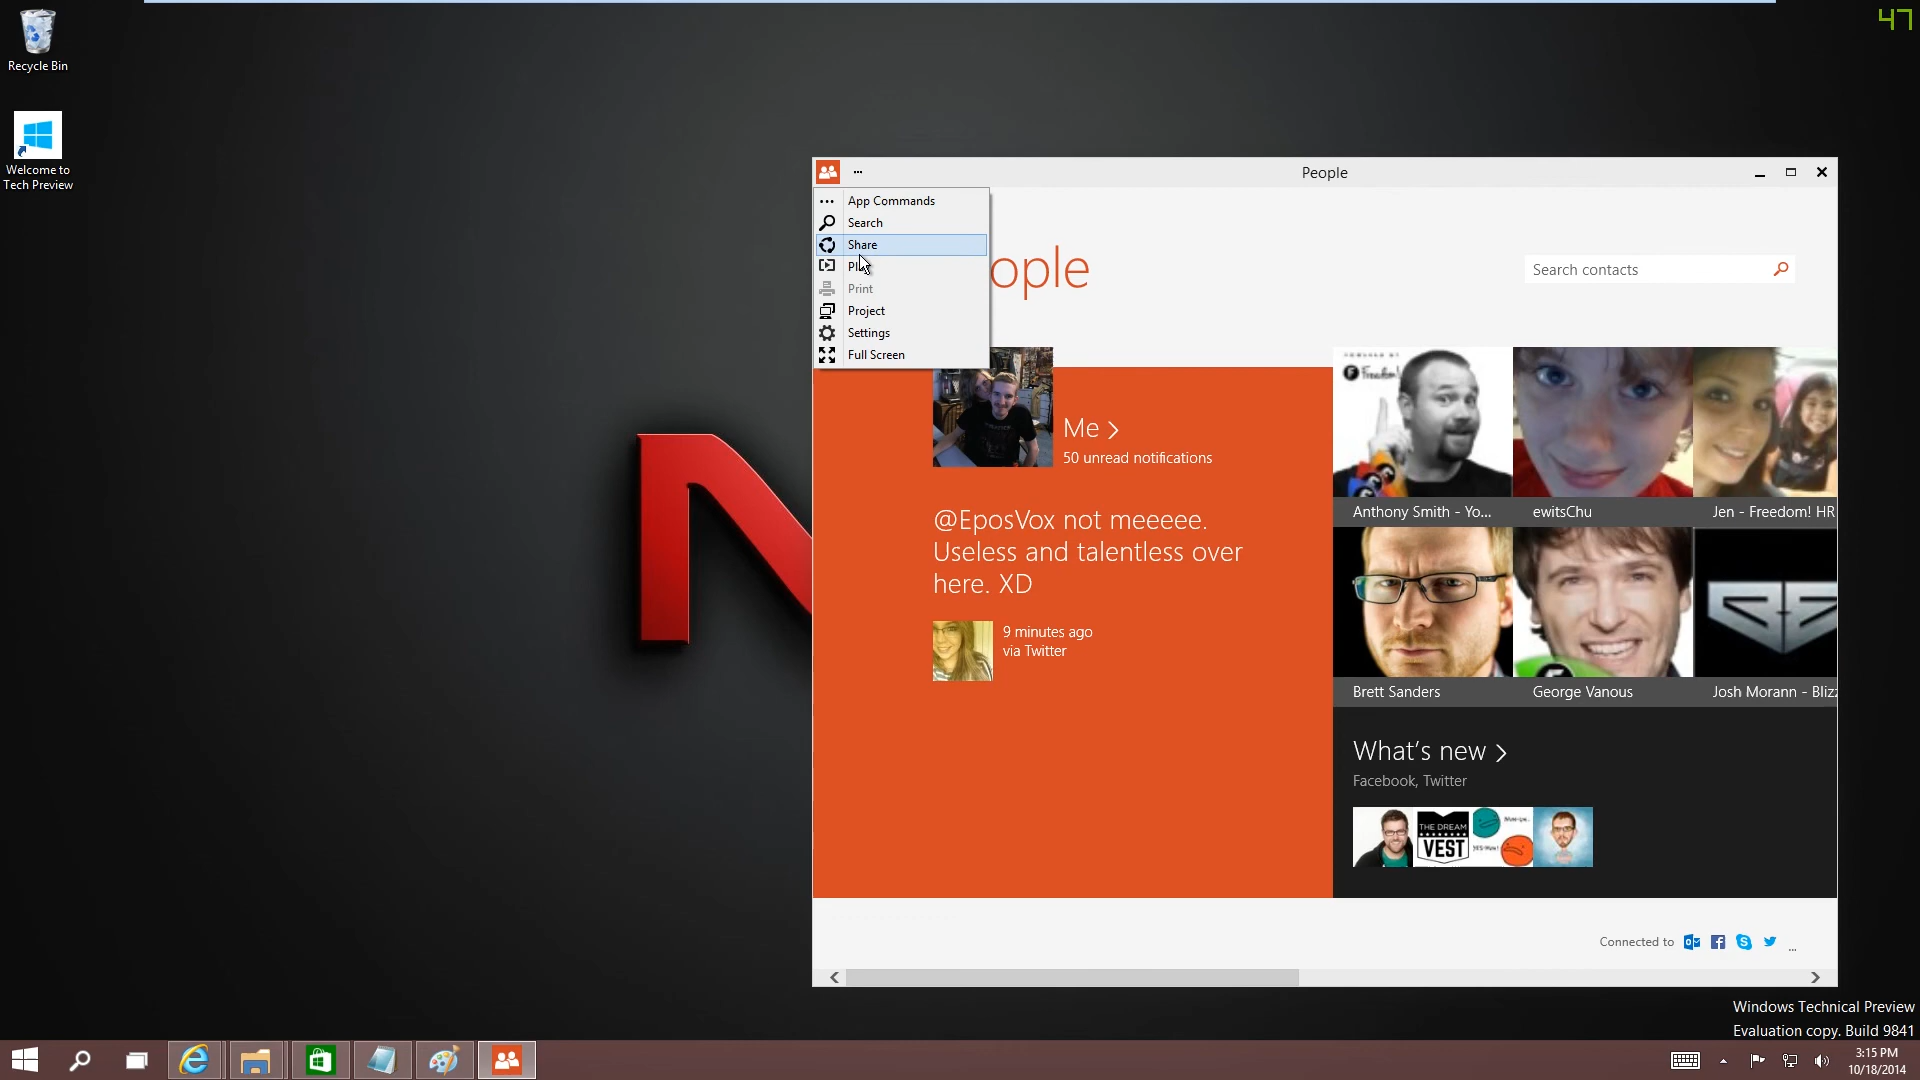 Recycle Bin
Welcome to
Tech Preview
47
People
App Commands
Search
Share
Print
Project
Settings
Full Screen
ople
Search contacts
Me
50 unread notifications
@EposVox not meeeee.
Useless and talentless over
here. XD
9 minutes ago
via Twitter
Freedom!
Anthony Smith - Yo...
ewitsChu
Jen - Freedom! HR
Brett Sanders
George Vanous
Josh Morann - Bliz
What's new
Facebook, Twitter
THE DREAM
VEST
Connected to
...
Windows Technical Preview
Evaluation copy. Build 9841
3:15 PM
10/18/2014